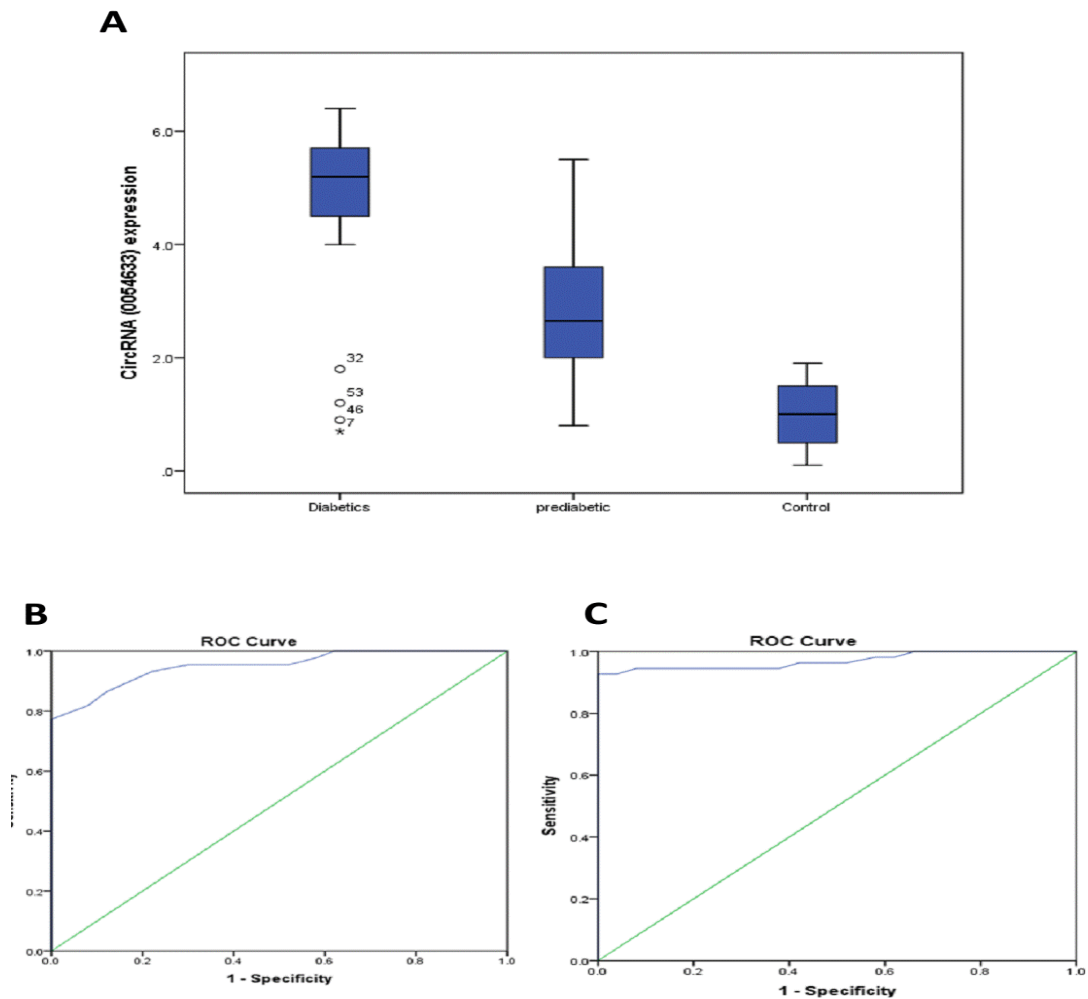 A
CircRNA (0054633) expression
6.0
4.0
2.0
.0
32
53
46
7
Diabetics prediabetic Control
B
ROC Curve
1.0
0.8
0.6
0.4
0.2
0.0
0.0 0.2 0.4 0.6 0.8 1.0
1 - Specificity
C
ROC Curve
Sensitivity
1.0
0.8
0.6
0.4
0.2
0.0
0.0 0.2 0.4 0.6 0.8 1.0
1 - Specificity